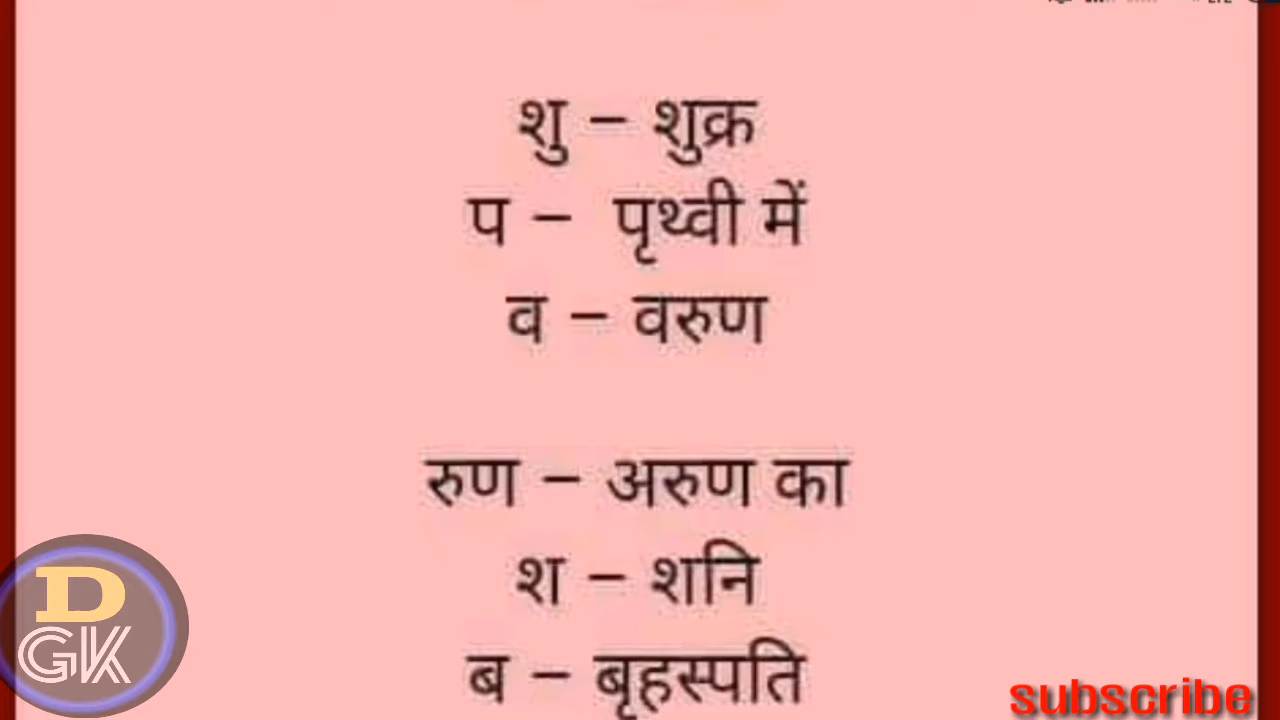 शु – शुक्र
प – पृथ्वी में
व – वरुण
रुण – अरुण का
श – शनि
ब – बृहस्पति
D
GK
subscribe